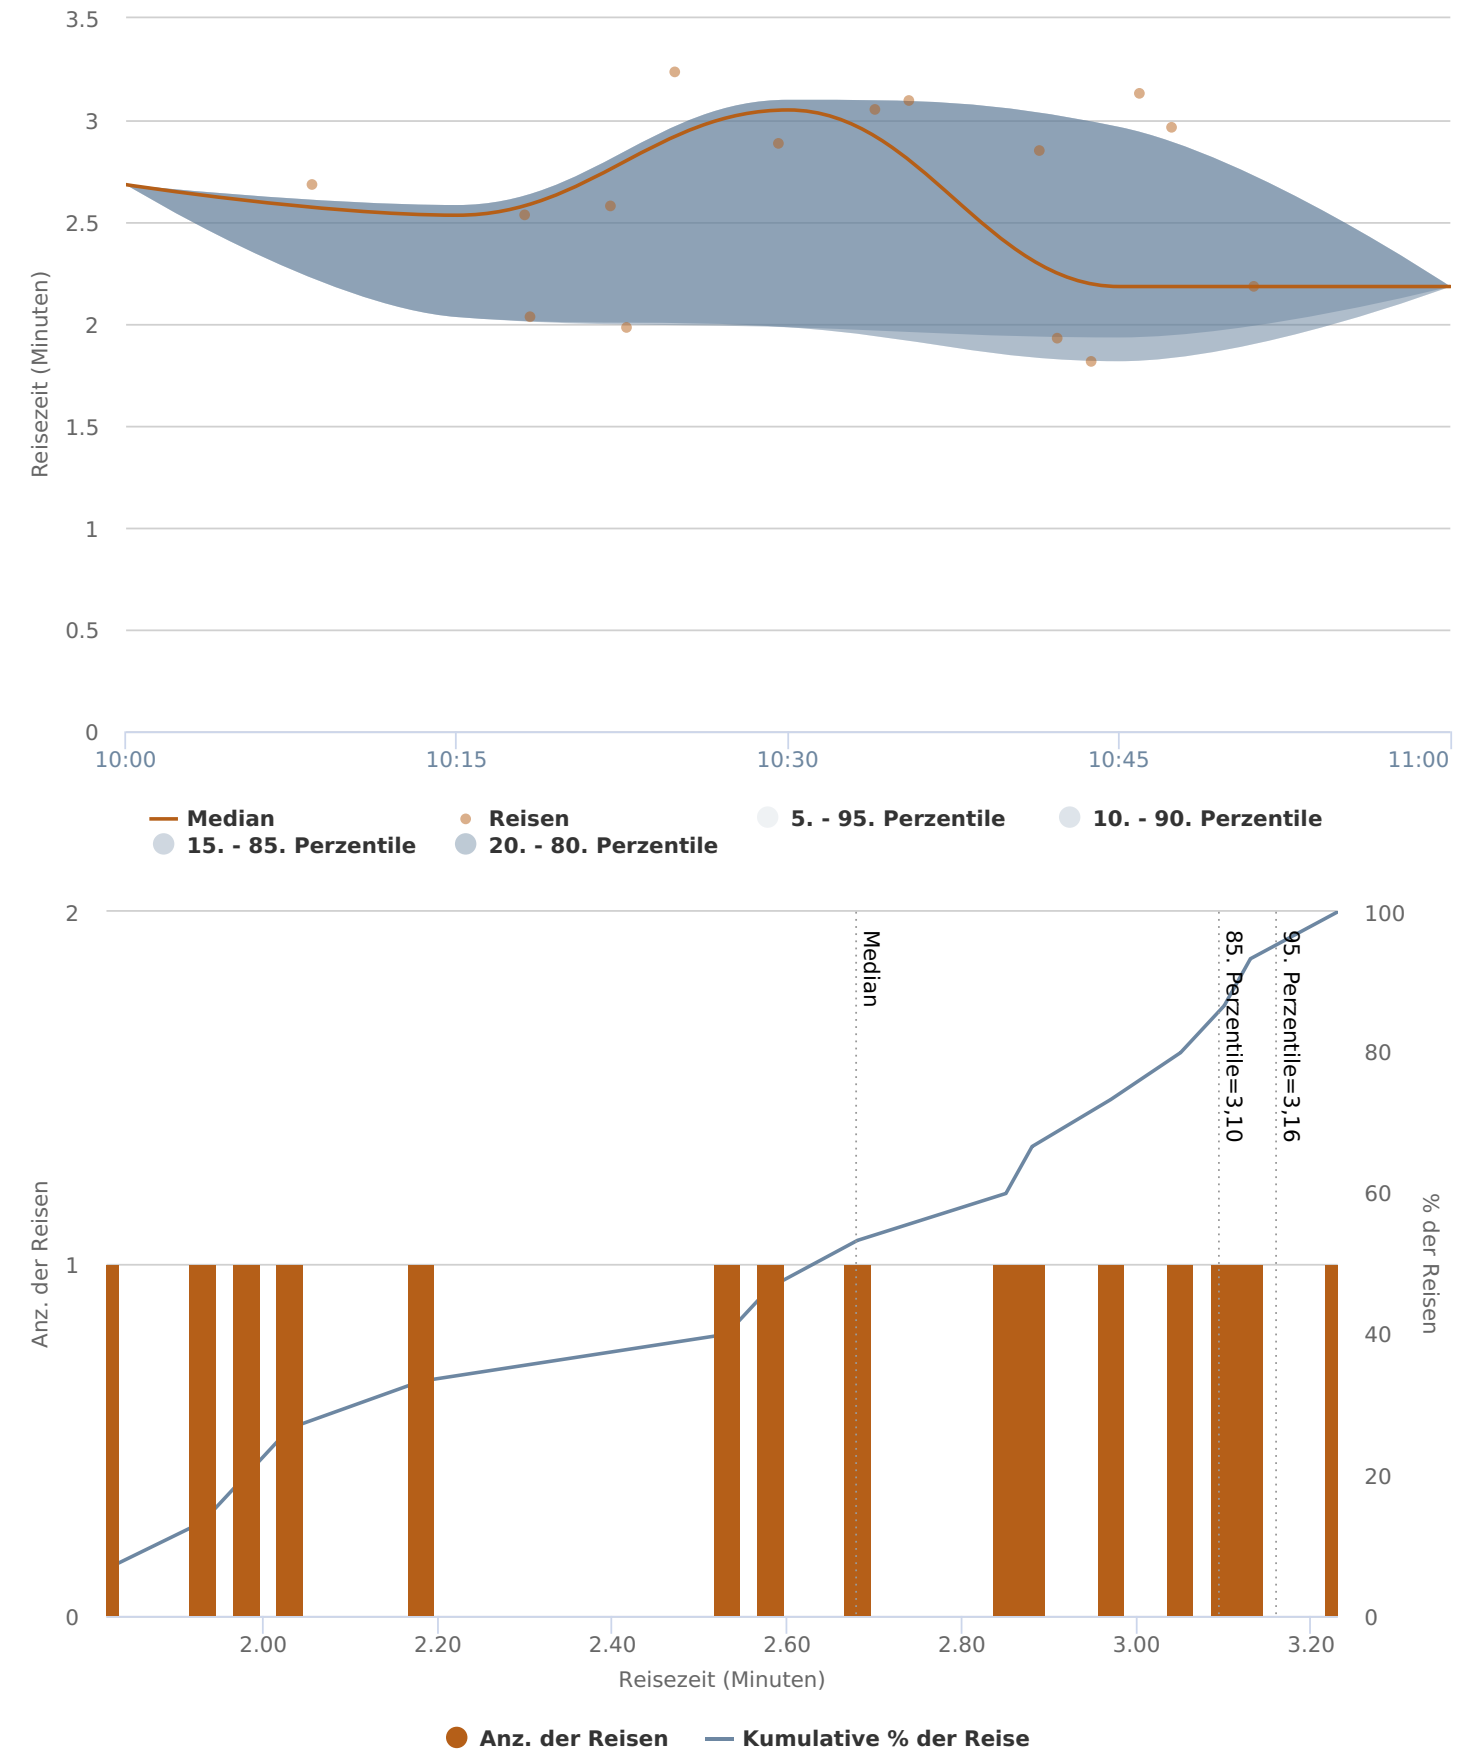 3.5
3
2.5
2
1.5
1
0.5
0
Reisezeit (Minuten)
10:00 10:15 10:30 10:45 11:00
Median Reisen 5. - 95. Perzentile 10. - 90. Perzentile
15. - 85. Perzentile 20. - 80. Perzentile
2
1
0
Anz. der Reisen
100
80
60
40
20
0
% der Reisen
Median
85. Perzentile=3,10
95. Perzentile=3,16
2.00 2.20 2.40 2.60 2.80 3.00 3.20
Reisezeit (Minuten)
Anz. der Reisen Kumulative % der Reise